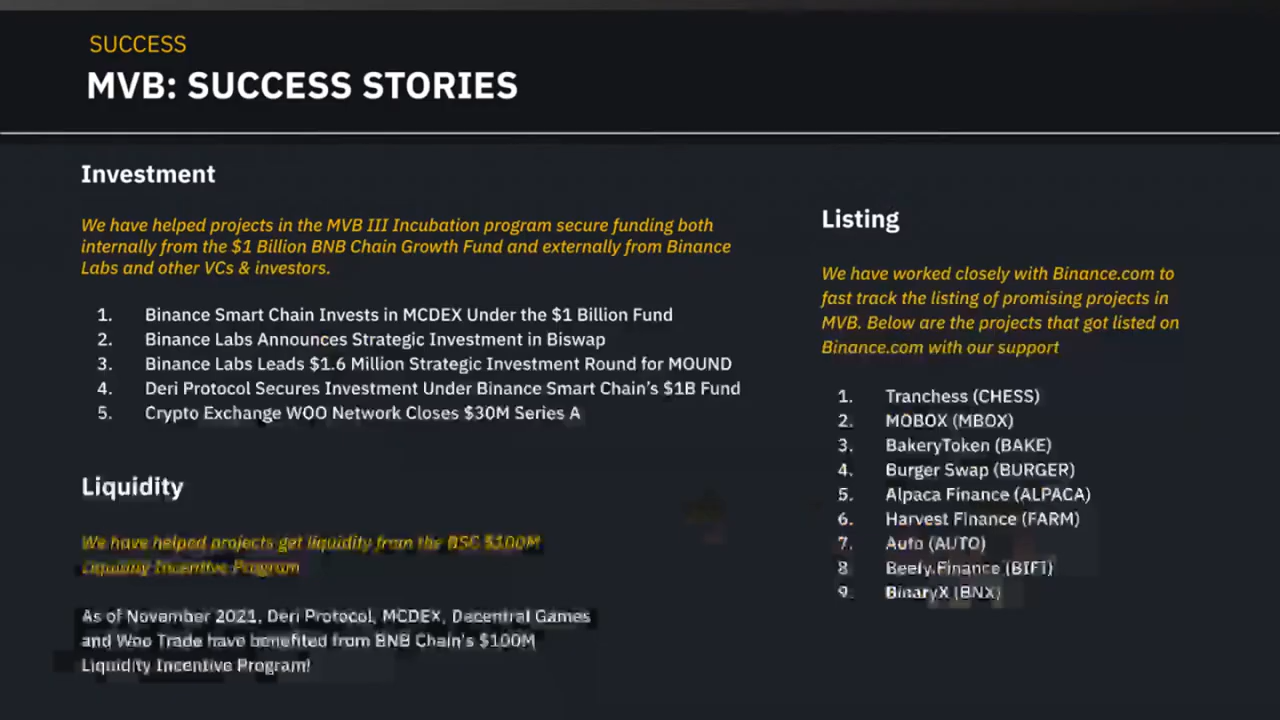 SUCCESS
MVB: SUCCESS STORIES
Investment
We have helped projects in the MVB III Incubation program secure funding both
internally from the $1 Billion BNB Chain Growth Fund and externally from Binance
Labs and other VCs & investors.
1. Binance Smart Chain Invests in MCDEX Under the $1 Billion Fund
2. Binance Labs Announces Strategic Investment in Biswap
3. Binance Labs Leads $1.6 Million Strategic Investment Round for MOUND
4. Deri Protocol Secures Investment Under Binance Smart Chain's $1B Fund
5. Crypto Exchange WOO Network Closes $30M Series A
Liquidity
We have helped projects get liquidity from the BSC $100M
Liquidity Incentive Program
As of November 2021, Deri Protocol, MCDEX, Decentral Games
and Woo Trade have benefited from BNB Chain's $100M
Liquidity Incentive Program!
Listing
We have worked closely with Binance.com to
fast track the listing of promising projects in
MVB. Below are the projects that got listed on
Binance.com with our support
1. Tranchess (CHESS)
2. MOBOX (MBOX)
3. BakeryToken (BAKE)
4. Burger Swap (BURGER)
5. Alpaca Finance (ALPACA)
6. Harvest Finance (FARM)
7. Auto (AUTO)
8. Beefy.Finance (BIFI)
9. BinaryX (BNX)